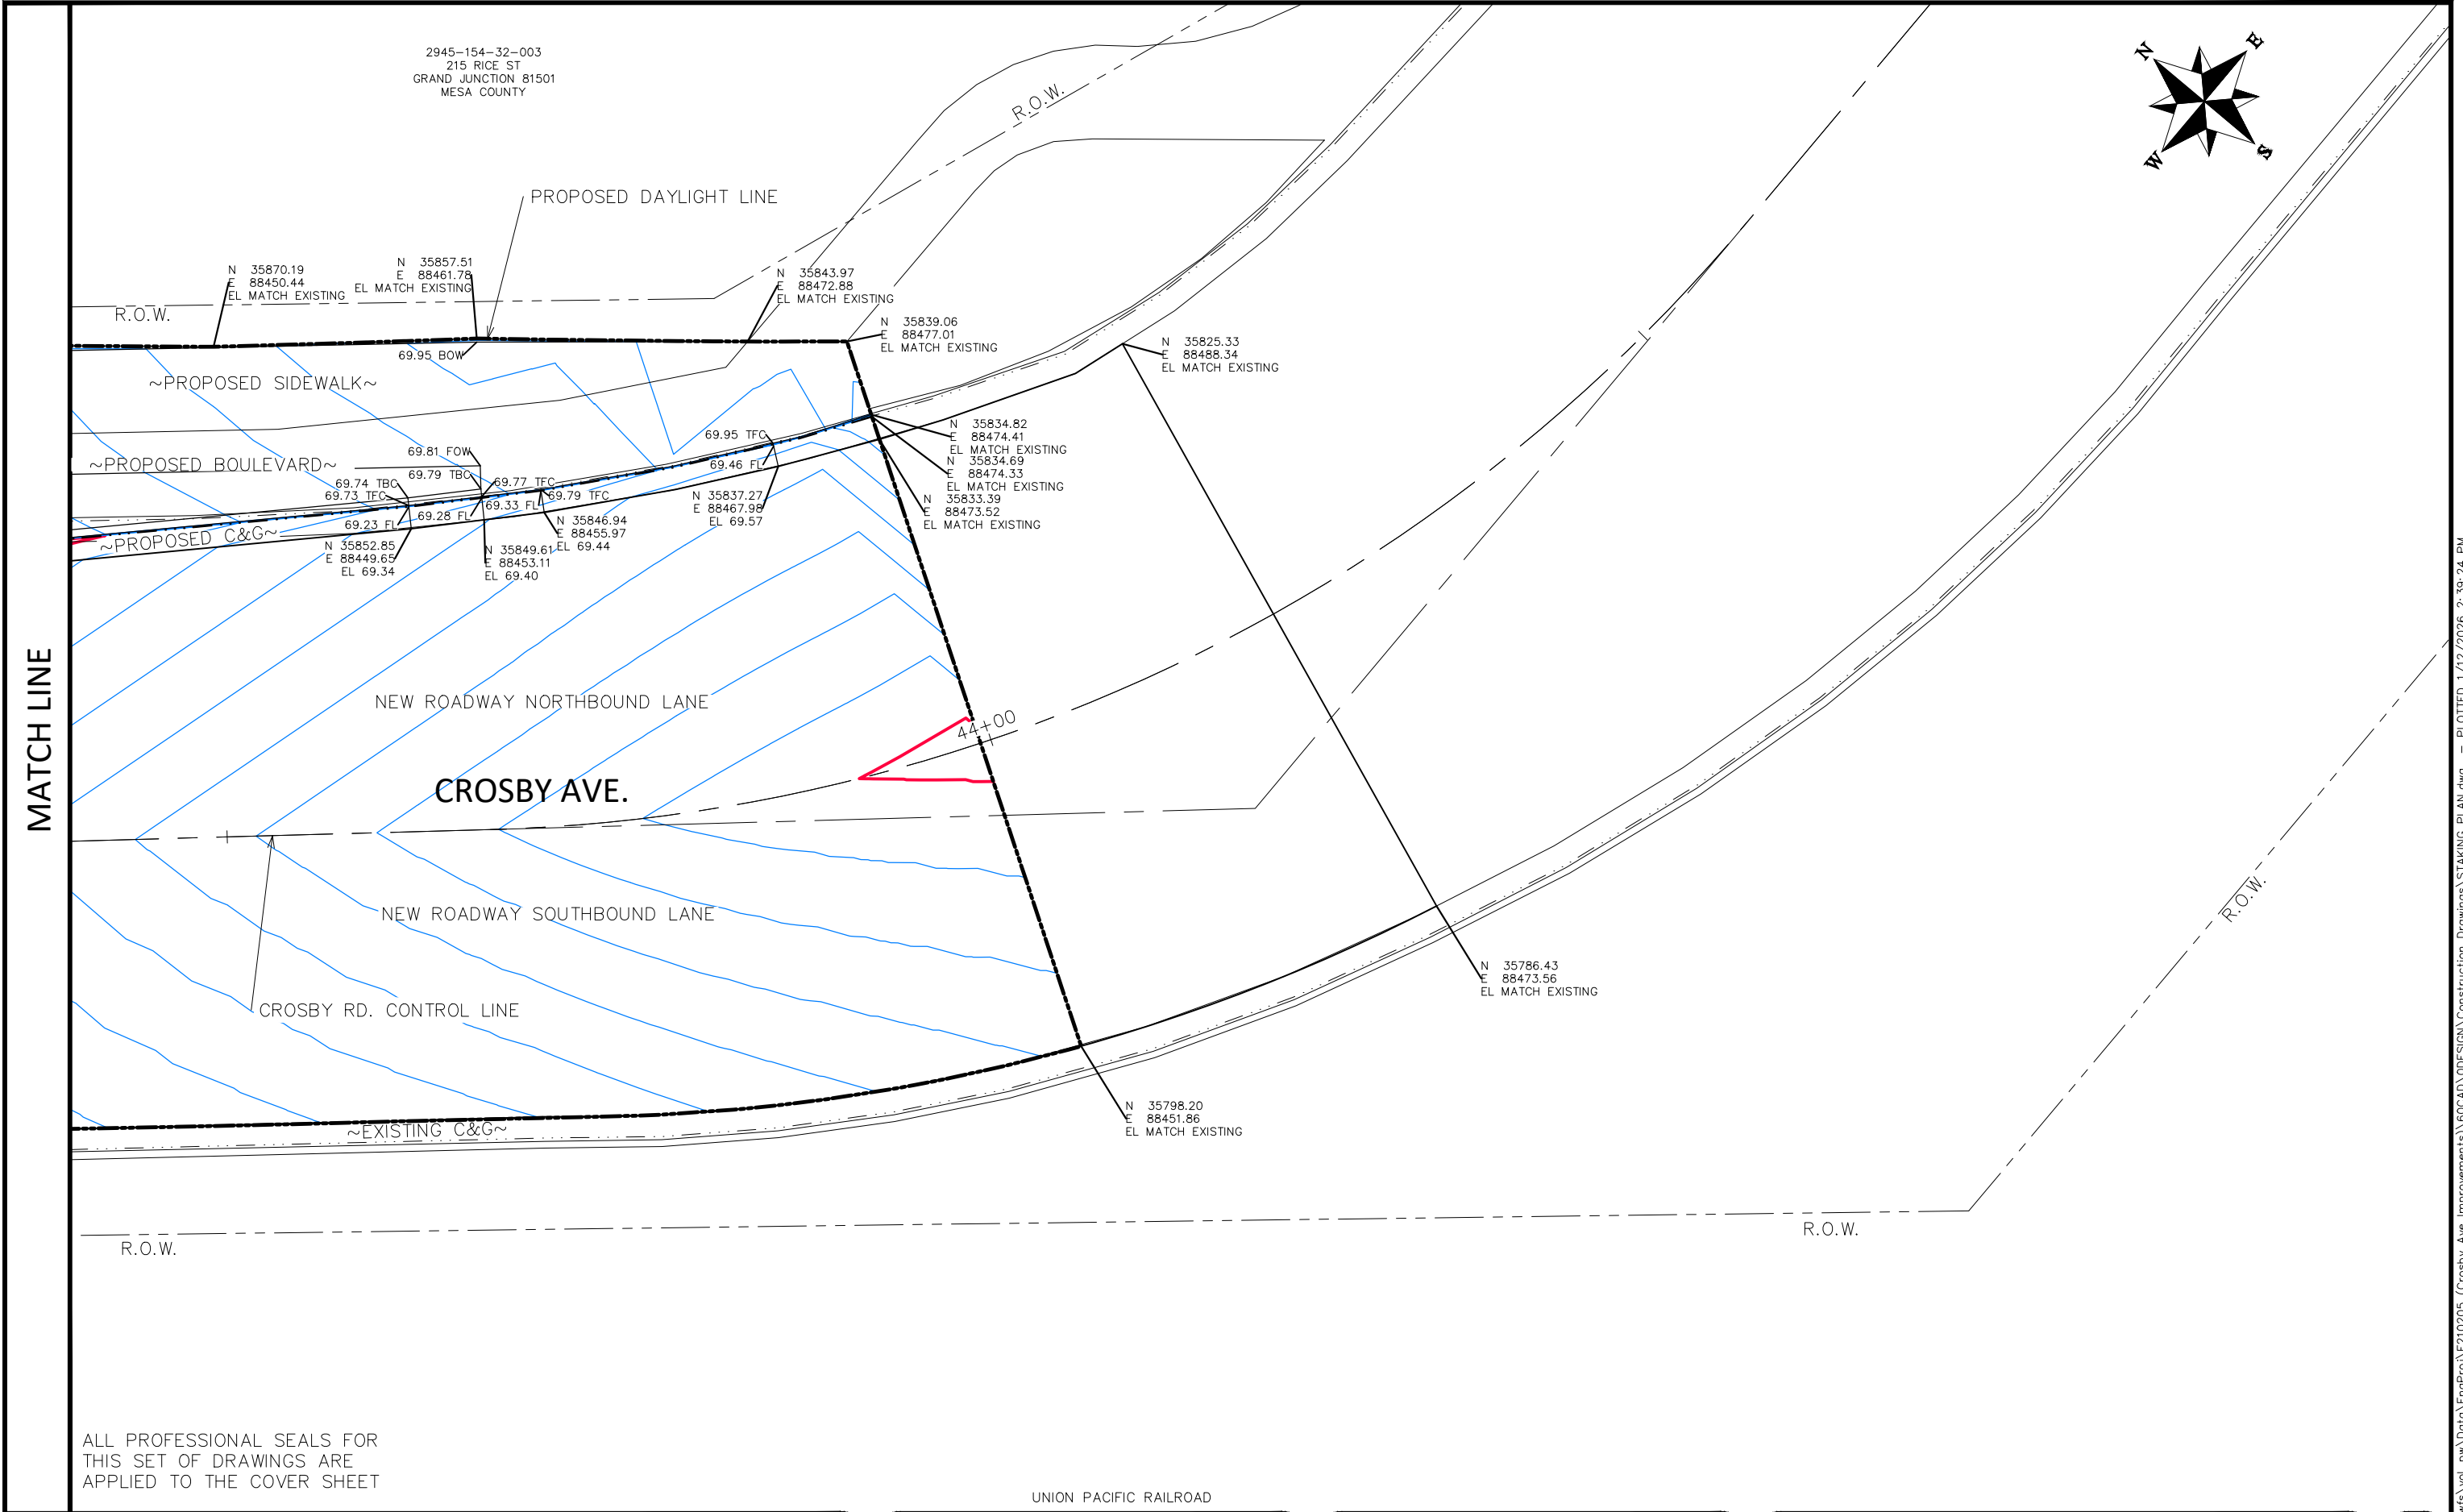 2945-154-32-003
215 RICE ST
GRAND JUNCTION 81501
MESA COUNTY
N
E
W
S
R.O.W.
PROPOSED DAYLIGHT LINE
N 35870.19
E 88450.44
EL MATCH EXISTING
N 35857.51
E 88461.78
EL MATCH EXISTING
N 35843.97
E 88472.88
EL MATCH EXISTING
R.O.W.
N 35839.06
E 88477.01
EL MATCH EXISTING
N 35825.33
E 88488.34
EL MATCH EXISTING
69.95 BOW
~PROPOSED SIDEWALK~
69.95 TFC
N 35834.82
E 88474.41
EL MATCH EXISTING
69.81 FOW
~PROPOSED BOULEVARD~
69.46 FL
N 35834.69
E 88474.33
EL MATCH EXISTING
69.79 TBC
69.74 TBC
69.77 TFC
69.73 TFC
69.79 TFC
N 35837.27
E 88467.98
EL 69.57
N 35833.39
E 88473.52
EL MATCH EXISTING
69.33 FL
69.28 FL
69.23 FL
N 35846.94
E 88455.97
EL 69.44
~PROPOSED C&G~
N 35852.85
E 88449.65
EL 69.34
N 35849.61
E 88453.11
EL 69.40
MATCH LINE
NEW ROADWAY NORTHBOUND LANE
44+00
CROSBY AVE.
NEW ROADWAY SOUTHBOUND LANE
R.O.W.
N 35786.43
E 88473.56
EL MATCH EXISTING
CROSBY RD. CONTROL LINE
N 35798.20
E 88451.86
EL MATCH EXISTING
~EXISTING C&G~
R.O.W.
R.O.W.
ALL PROFESSIONAL SEALS FOR
THIS SET OF DRAWINGS ARE
APPLIED TO THE COVER SHEET
UNION PACIFIC RAILROAD